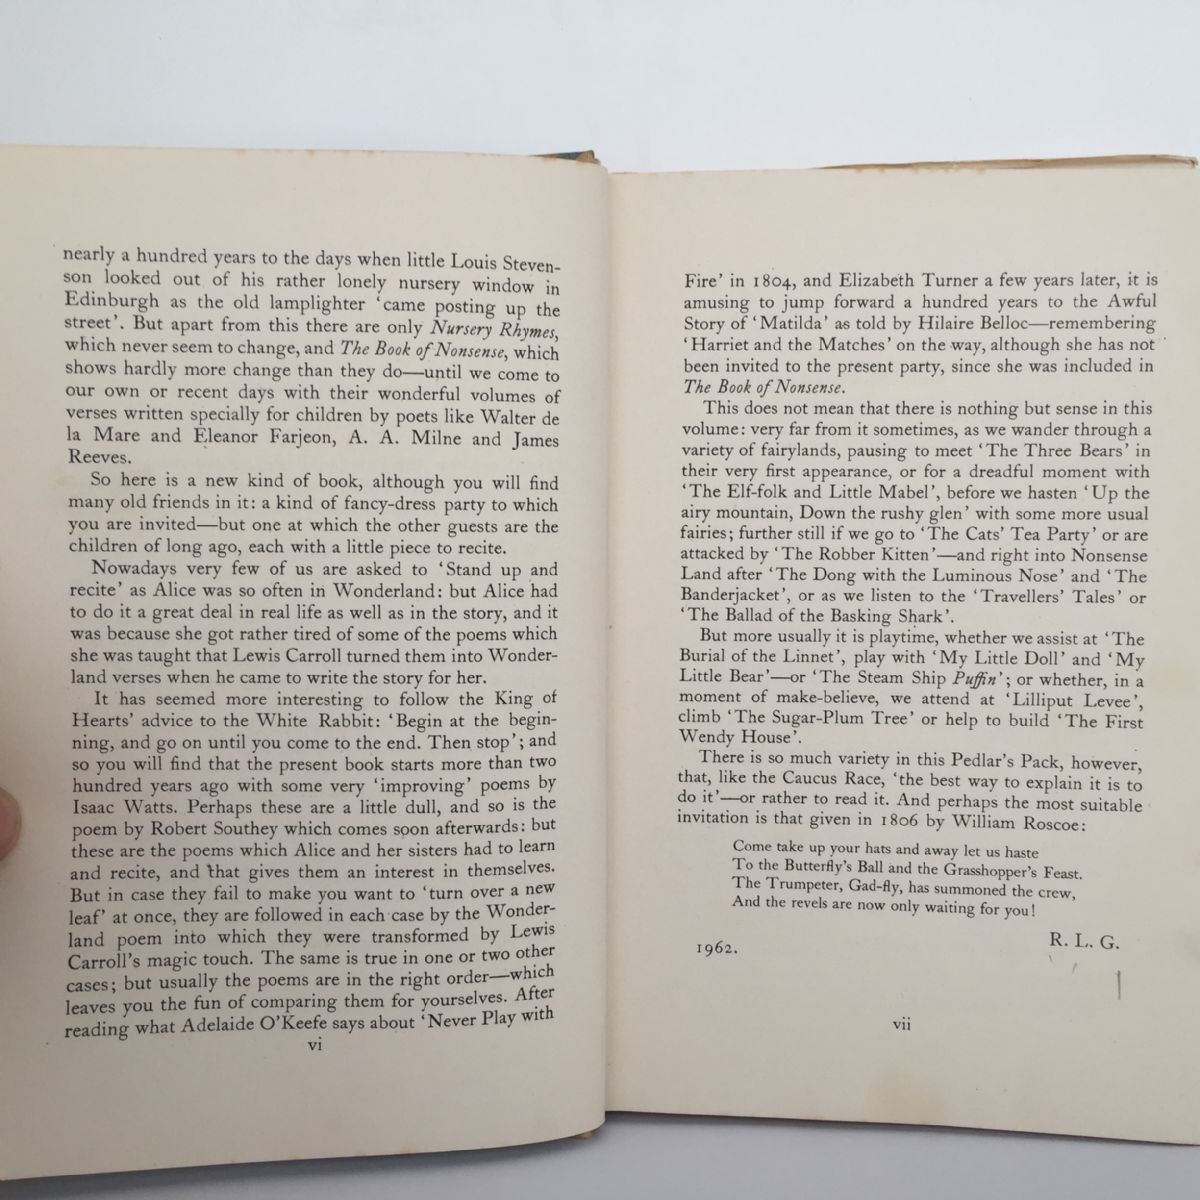 nearly a hundred years to the days when little Louis Steven-
son looked out of his rather lonely nursery window in
Edinburgh as the old lamplighter ‘came posting up the
street’. But apart from this there are only Nursery Rhymes,
which never seem to change, and The Book of Nonsense, which
shows hardly more change than they do—until we come to
our own or recent days with their wonderful volumes of
verses written specially for children by poets like Walter de
la Mare and Eleanor Farjeon, A. A. Milne and James
Reeves.
So here is a new kind of book, although you will find
many old friends in it: a kind of fancy-dress party to which
you are invited—but one at which the other guests are the
children of long ago, each with a little piece to recite.
Nowadays very few of us are asked to ‘Stand up and
recite’ as Alice was so often in Wonderland: but Alice had
to do it a great deal in real life as well as in the story, and it
was because she got rather tired of some of the poems which
she was taught that Lewis Carroll turned them into Wonder-
land verses when he came to write the story for her.
It has seemed more interesting to follow the King of
Hearts’ advice to the White Rabbit: ‘Begin at the begin-
ning, and go on until you come to the end. Then stop’; and
so you will find that the present book starts more than two
hundred years ago with some very ‘improving’ poems by
Isaac Watts. Perhaps these are a little dull, and so is the
poem by Robert Southey which comes soon afterwards: but
these are the poems which Alice and her sisters had to learn
and recite, and that gives them an interest in themselves.
But in case they fail to make you want to ‘turn over a new
leaf’ at once, they are followed in each case by the Wonder-
land poem into which they were transformed by Lewis
Carroll’s magic touch. The same is true in one or two other
cases; but usually the poems are in the right order—which
leaves you the fun of comparing them for yourselves. After
reading what Adelaide O’Keefe says about ‘Never Play with
vi
Fire’ in 1804, and Elizabeth Turner a few years later, it is
amusing to jump forward a hundred years to the Awful
Story of ‘Matilda’ as told by Hilaire Belloc—remembering
‘Harriet and the Matches’ on the way, although she has not
been invited to the present party, since she was included in
The Book of Nonsense.
This does not mean that there is nothing but sense in this
volume: very far from it sometimes, as we wander through a
variety of fairylands, pausing to meet ‘The Three Bears’ in
their very first appearance, or for a dreadful moment with
‘The Elf-folk and Little Mabel’, before we hasten ‘Up the
airy mountain, Down the rushy glen’ with some more usual
fairies; further still if we go to ‘The Cats’ Tea Party’ or are
attacked by ‘The Robber Kitten’—and right into Nonsense
Land after ‘The Dong with the Luminous Nose’ and ‘The
Banderjacket’, or as we listen to the ‘Travellers’ Tales’ or
‘The Ballad of the Basking Shark’.
But more usually it is playtime, whether we assist at ‘The
Burial of the Linnet’, play with ‘My Little Doll’ and ‘My
Little Bear’—or ‘The Steam Ship Puffin’; or whether, in a
moment of make-believe, we attend at ‘Lilliput Levee’,
climb ‘The Sugar-Plum Tree’ or help to build ‘The First
Wendy House’.
There is so much variety in this Pedlar’s Pack, however,
that, like the Caucus Race, ‘the best way to explain it is to
do it’—or rather to read it. And perhaps the most suitable
invitation is that given in 1806 by William Roscoe:
Come take up your hats and away let us haste
To the Butterfly’s Ball and the Grasshopper’s Feast.
The Trumpeter, Gad-fly, has summoned the crew,
And the revels are now only waiting for you!
R. L. G.
1962.
vii